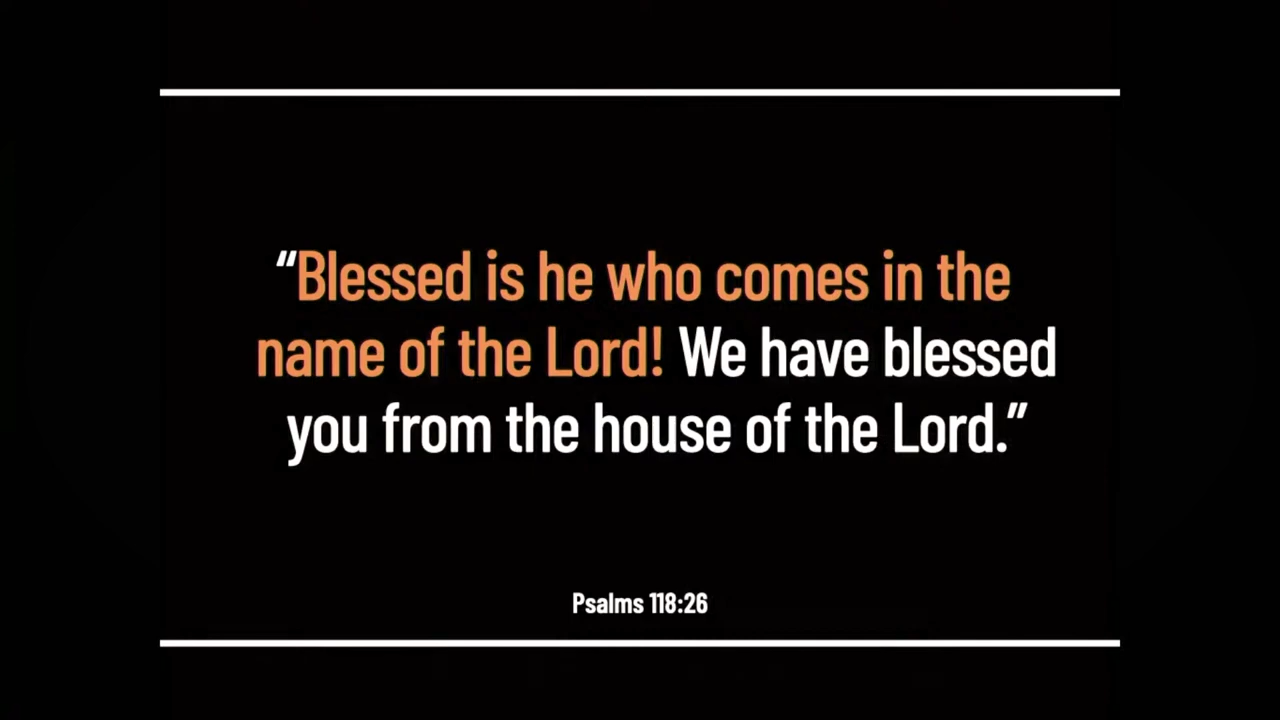 “Blessed is he who comes in the
name of the Lord! We have blessed
you from the house of the Lord.”
Psalms 118:26